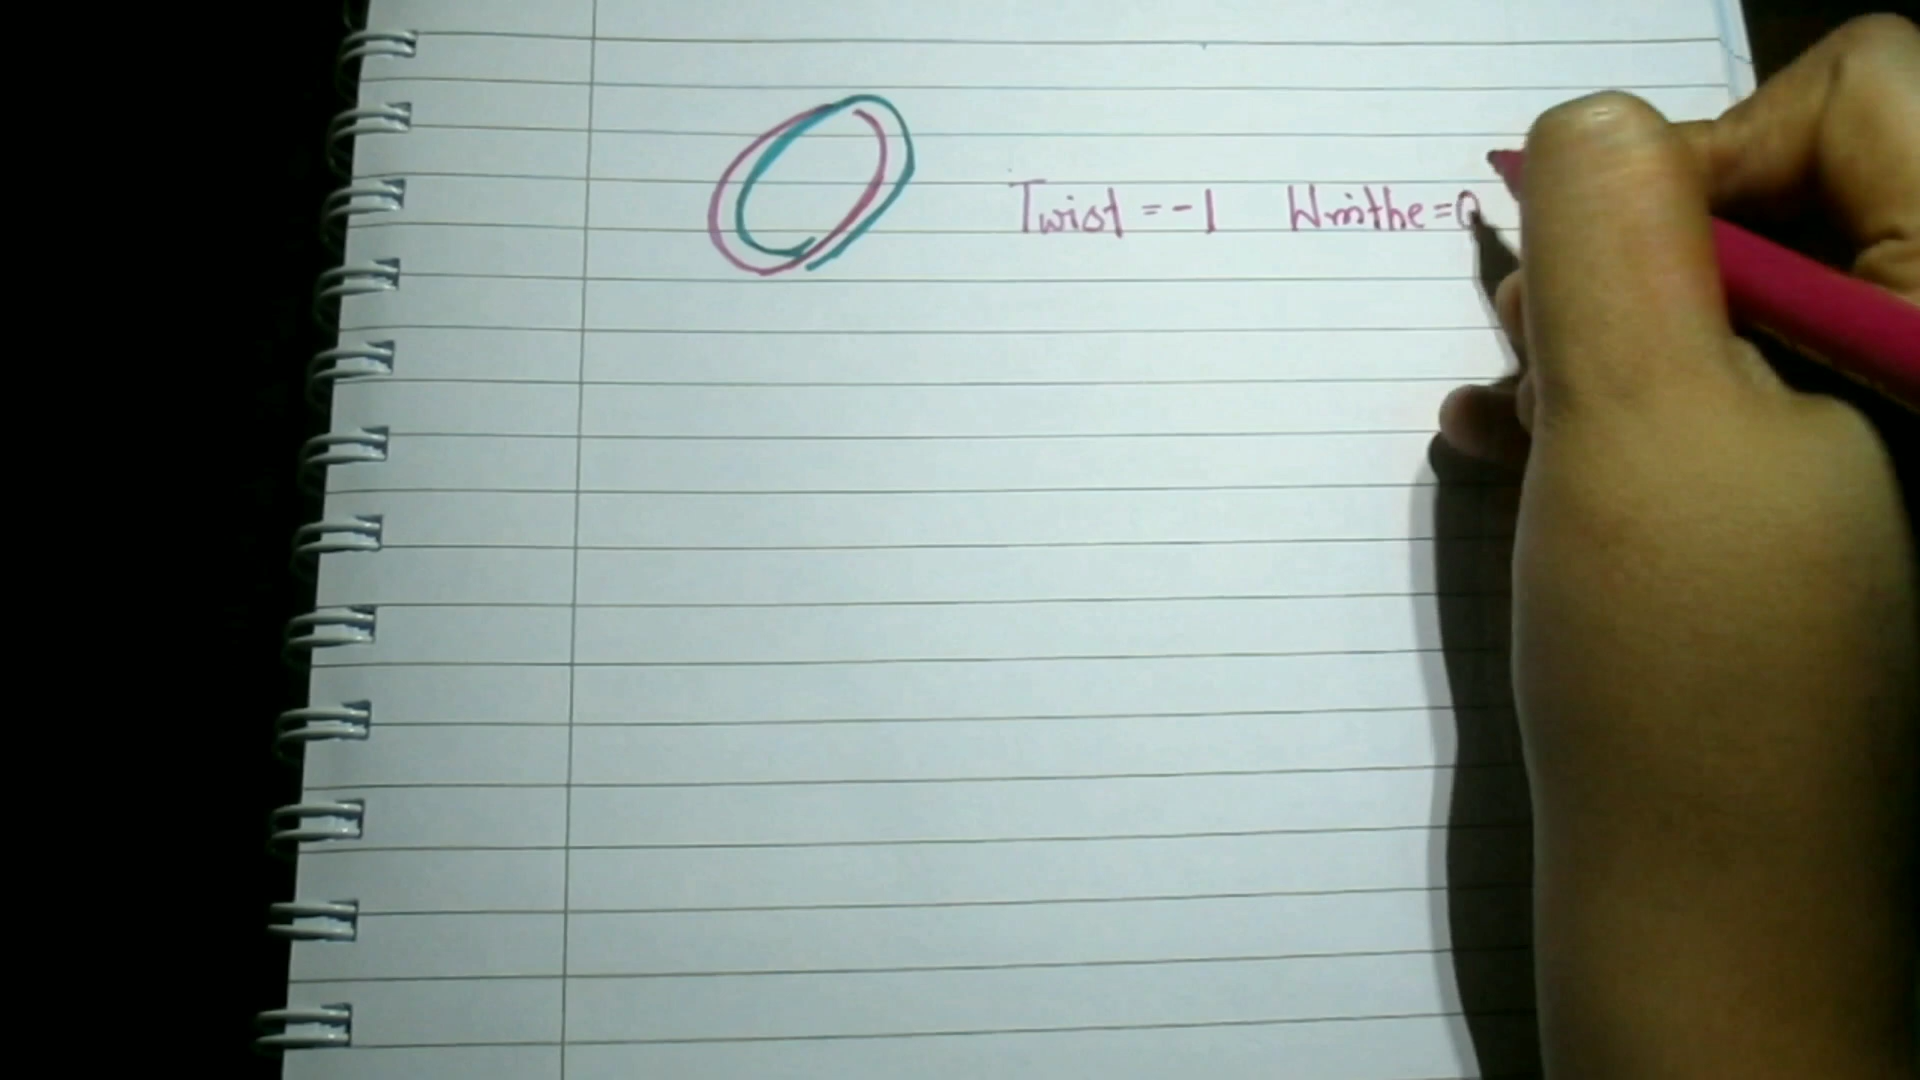 Twist = -1 Writhe = 0